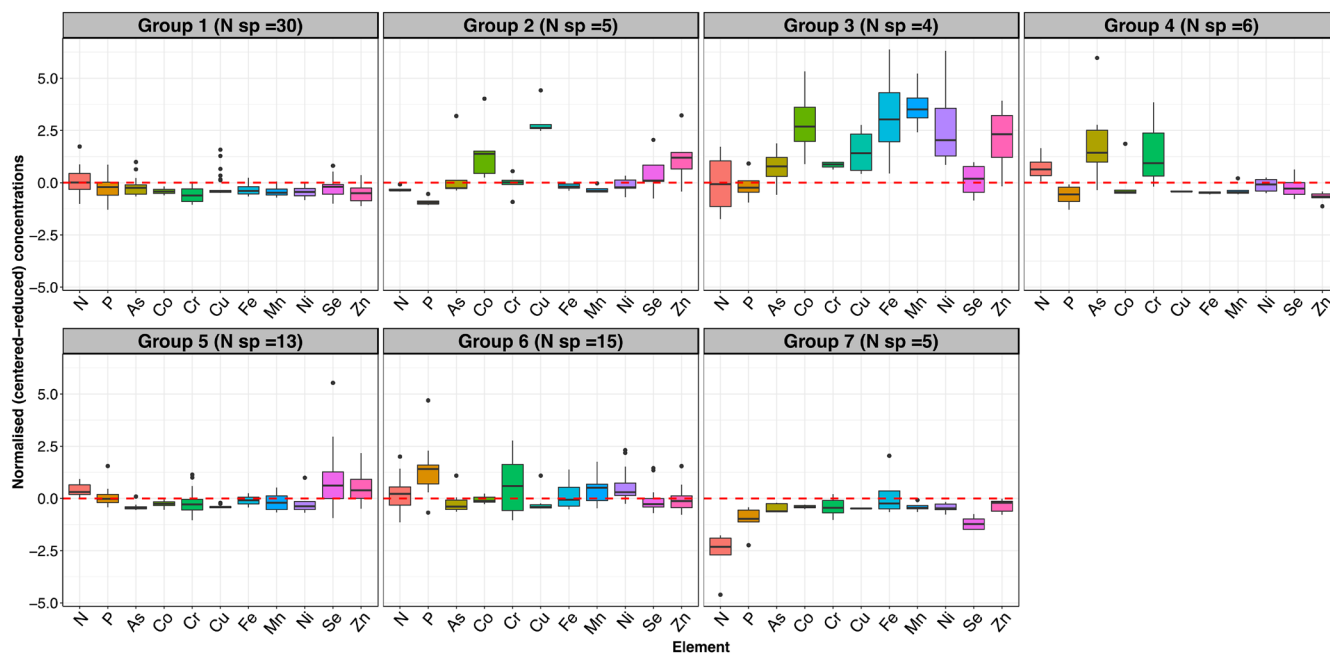 Group 1 (N sp =30) Group 2 (N sp =5) Group 3 (N sp =4) Group 4 (N sp =6)
5.0
2.5
0.0
−2.5
−5.0
N P As Co Cr Cu Fe Mn Ni Se Zn N P As Co Cr Cu Fe Mn Ni Se Zn N P As Co Cr Cu Fe Mn Ni Se Zn N P As Co Cr Cu Fe Mn Ni Se Zn
Group 5 (N sp =13) Group 6 (N sp =15) Group 7 (N sp =5)
5.0
2.5
0.0
−2.5
−5.0
N P As Co Cr Cu Fe Mn Ni Se Zn N P As Co Cr Cu Fe Mn Ni Se Zn N P As Co Cr Cu Fe Mn Ni Se Zn
Normalised (centered−reduced) concentrations
Element